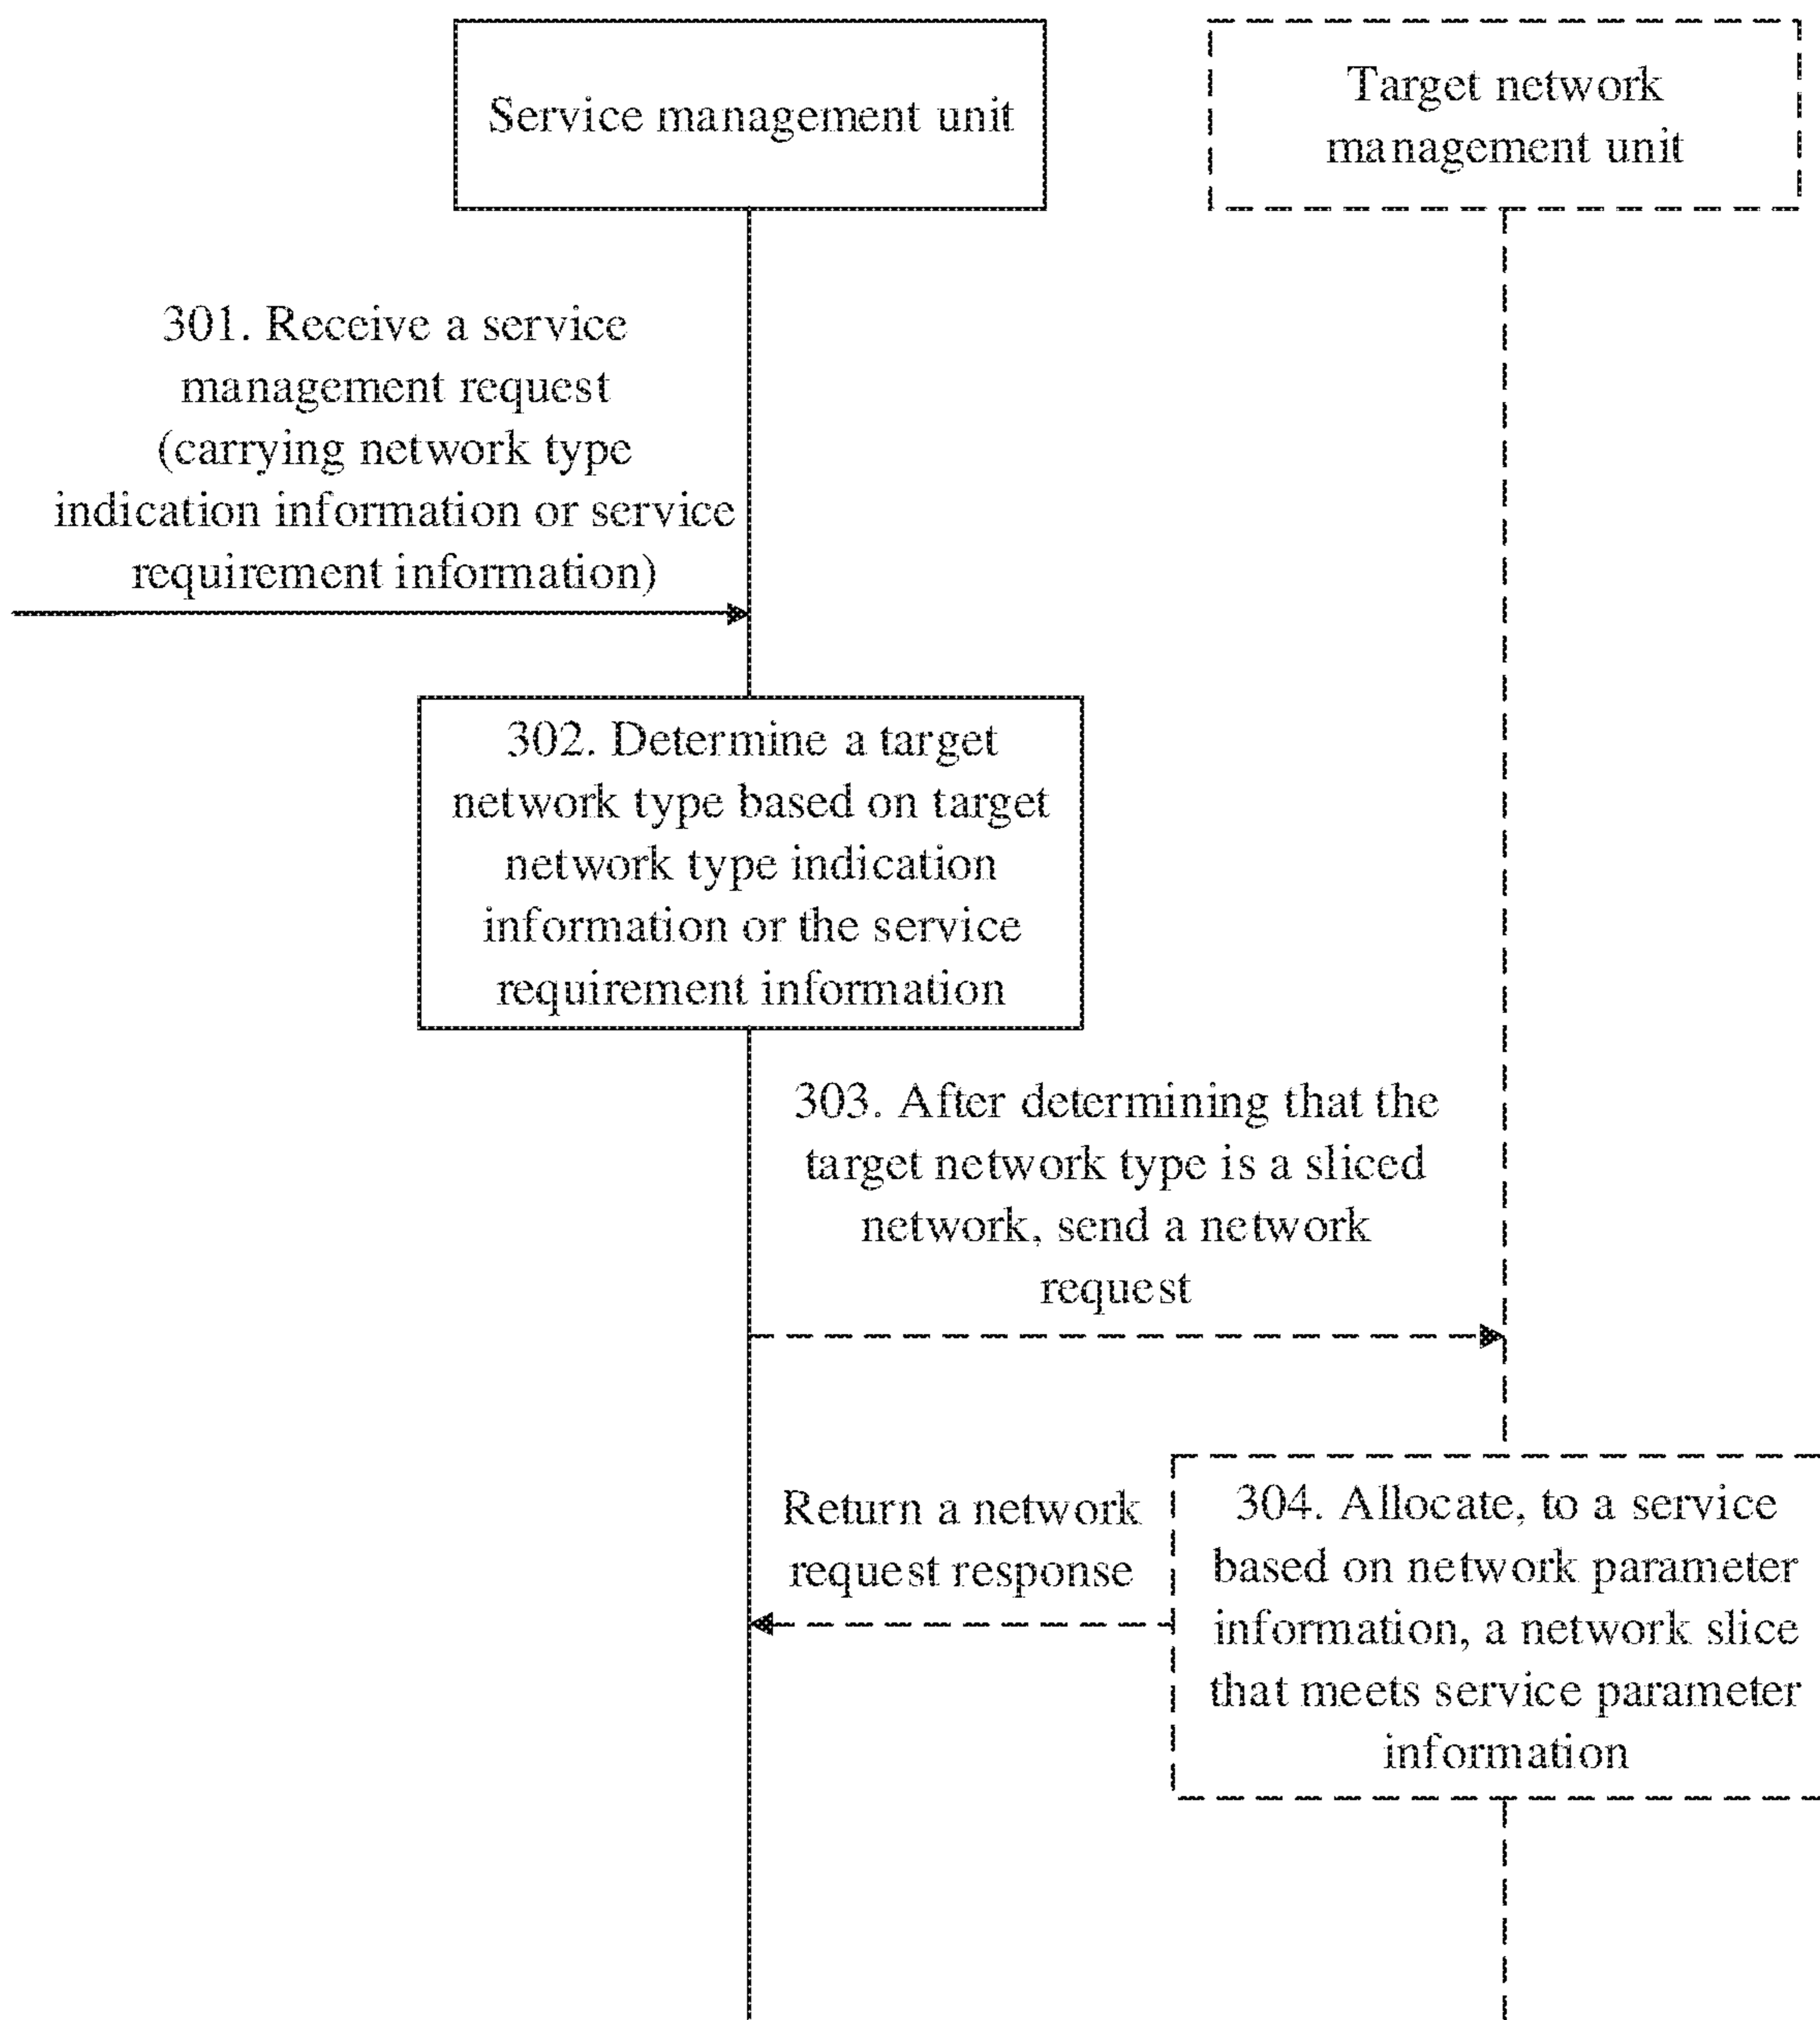 Service management unit
Target network
management unit
301. Receive a service
management request
(carrying network type
indication information or service
requirement information)
302. Determine a target
network type based on target
network type indication
information or the service
requirement information
303. After determining that the
target network type is a sliced
network, send a network
request
Return a network
request response
304. Allocate, to a service
based on network parameter
information, a network slice
that meets service parameter
information